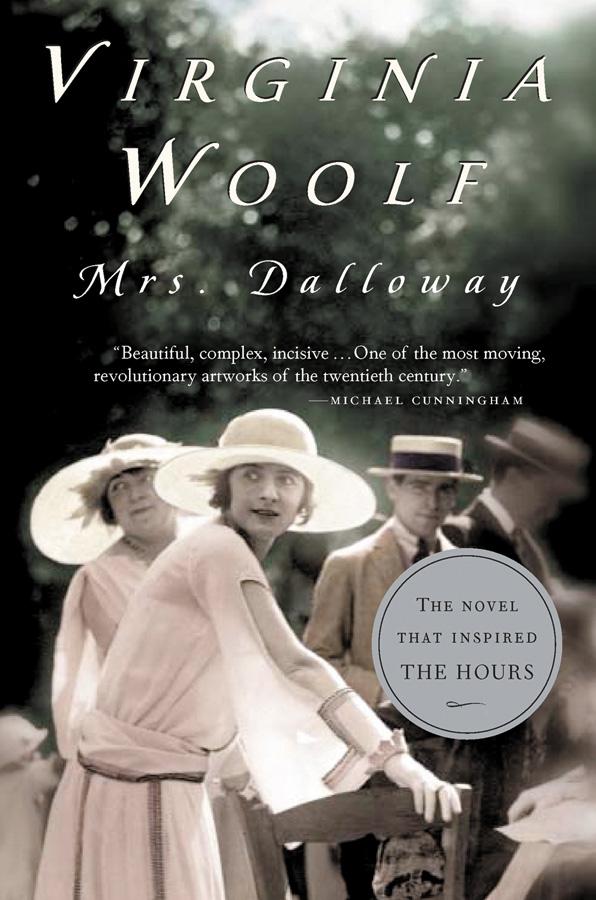 VIRGINIA
WOOLF
Mrs. Dalloway
“Beautiful, complex, incisive …One of the most moving,
revolutionary artworks of the twentieth century.”
—MICHAEL CUNNINGHAM
THE NOVEL
THAT INSPIRED
THE HOURS